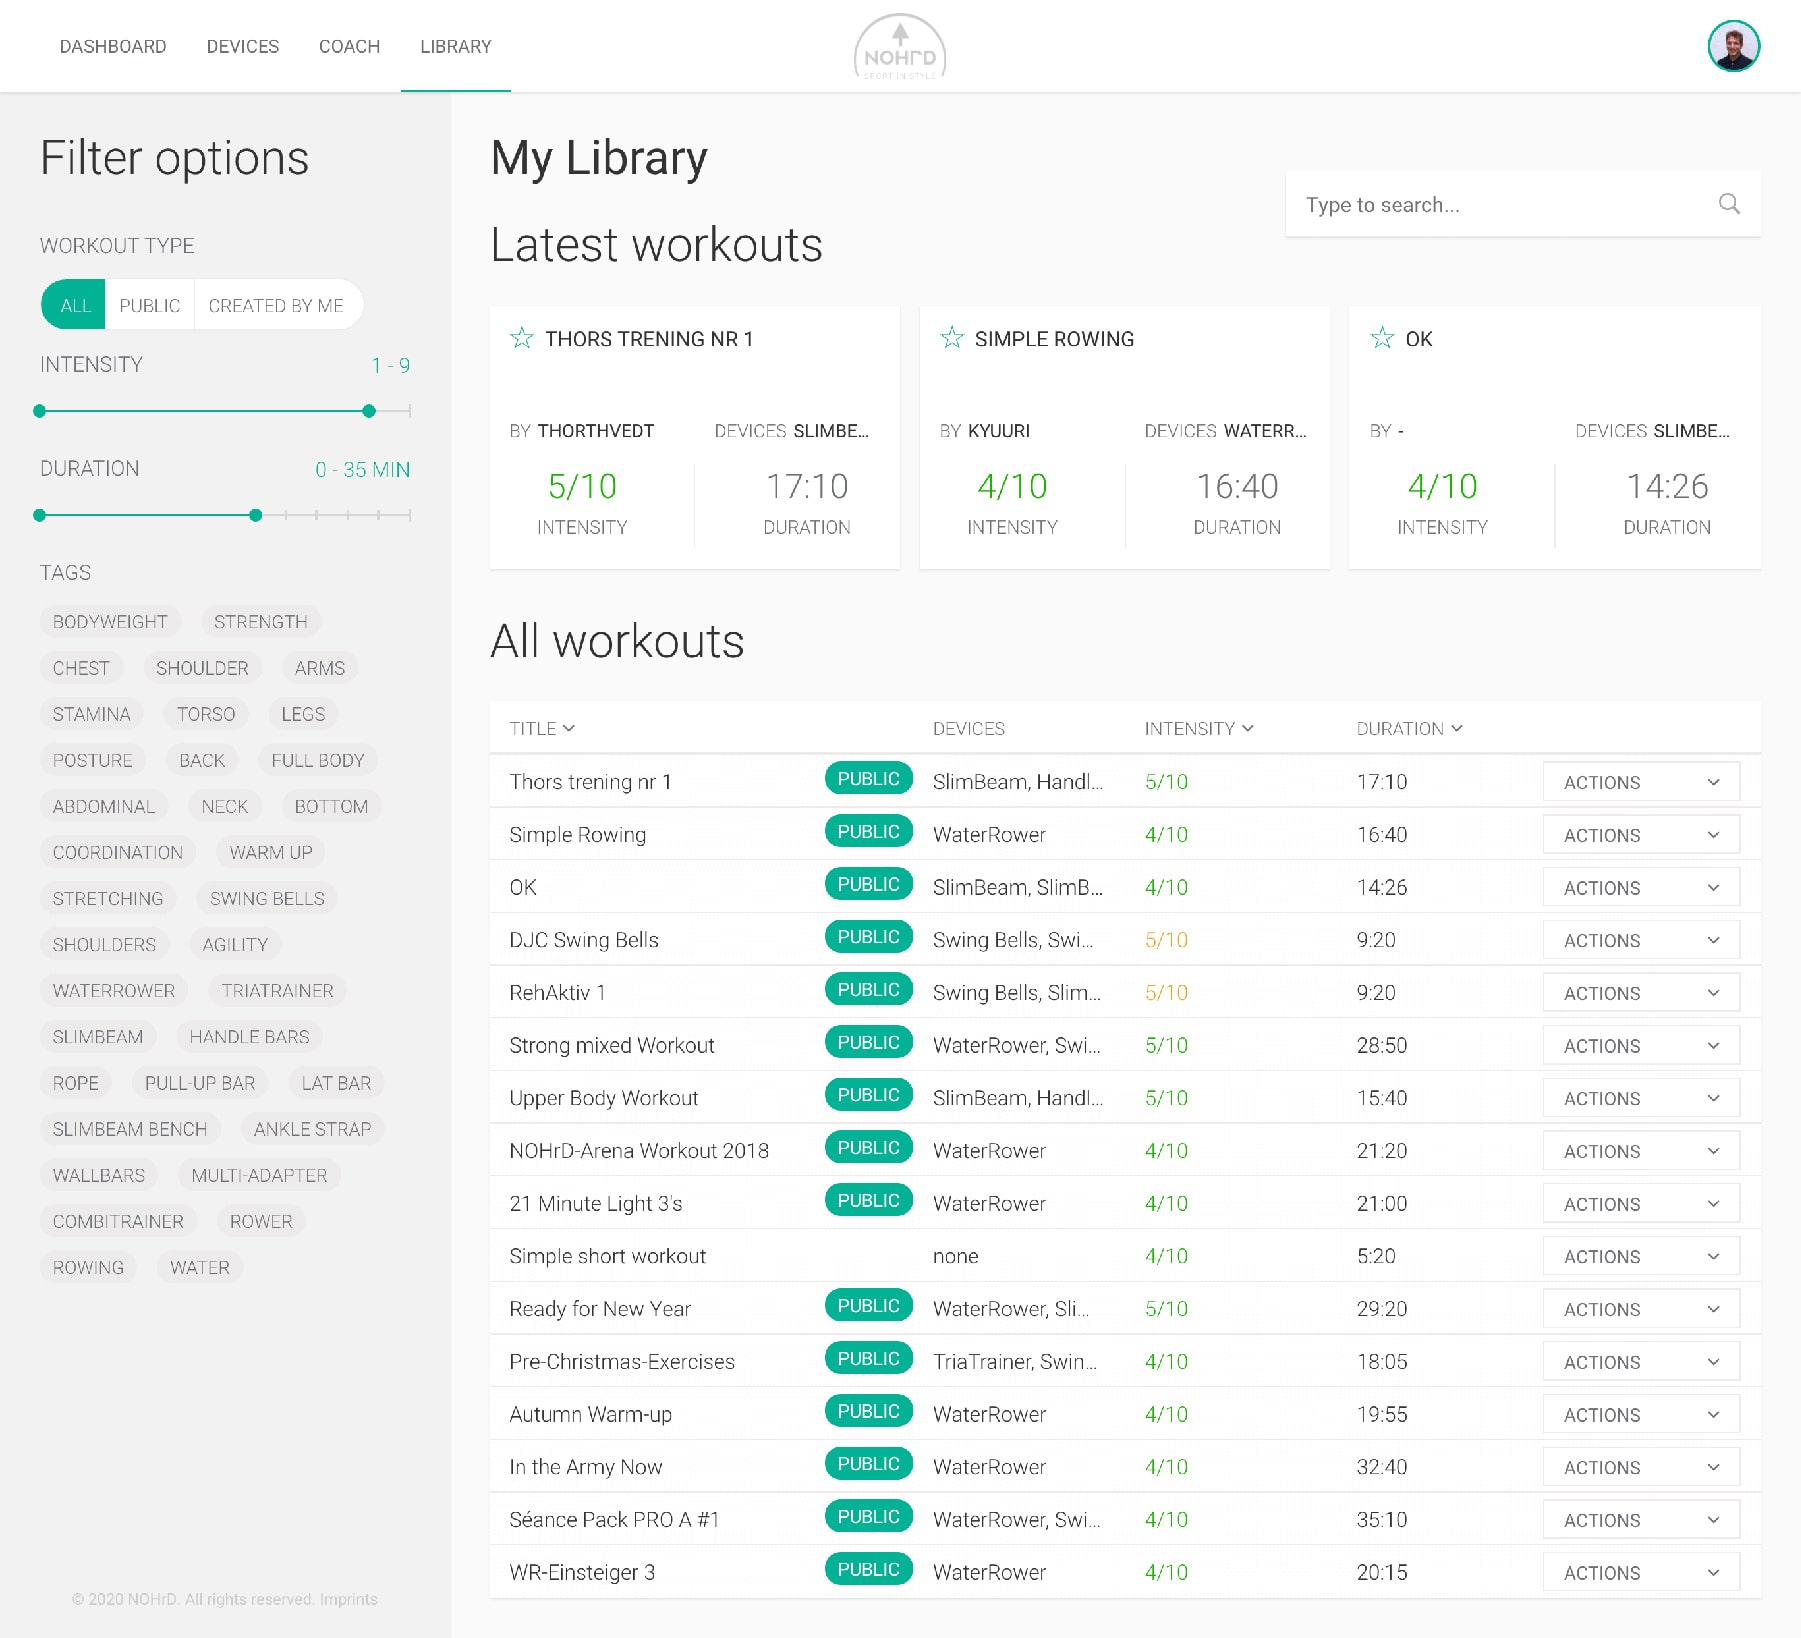 DASHBOARD DEVICES COACH LIBRARY
NOHrD
SPORT IN STYLE
Filter options
WORKOUT TYPE
ALL PUBLIC CREATED BY ME
INTENSITY 1 - 9
DURATION 0 - 35 MIN
TAGS
BODYWEIGHT STRENGTH
CHEST SHOULDER ARMS
STAMINA TORSO LEGS
POSTURE BACK FULL BODY
ABDOMINAL NECK BOTTOM
COORDINATION WARM UP
STRETCHING SWING BELLS
SHOULDERS AGILITY
WATERROWER TRIATRAINER
SLIMBEAM HANDLE BARS
ROPE PULL-UP BAR LAT BAR
SLIMBEAM BENCH ANKLE STRAP
WALLBARS MULTI-ADAPTER
COMBITRAINER ROWER
ROWING WATER
© 2020 NOHrD. All rights reserved. Imprints
My Library
Type to search...
Latest workouts
THORS TRENING NR 1
BY THORTHVEDT DEVICES SLIMBE...
5/10 17:10
INTENSITY DURATION
SIMPLE ROWING
BY KYUURI DEVICES WATERR...
4/10 16:40
INTENSITY DURATION
OK
BY - DEVICES SLIMBE...
4/10 14:26
INTENSITY DURATION
All workouts
TITLE DEVICES INTENSITY DURATION
Thors trening nr 1 PUBLIC SlimBeam, Handl... 5/10 17:10 ACTIONS
Simple Rowing PUBLIC WaterRower 4/10 16:40 ACTIONS
OK PUBLIC SlimBeam, SlimB... 4/10 14:26 ACTIONS
DJC Swing Bells PUBLIC Swing Bells, Swi... 5/10 9:20 ACTIONS
RehAktiv 1 PUBLIC Swing Bells, Slim... 5/10 9:20 ACTIONS
Strong mixed Workout PUBLIC WaterRower, Swi... 5/10 28:50 ACTIONS
Upper Body Workout PUBLIC SlimBeam, Handl... 5/10 15:40 ACTIONS
NOHrD-Arena Workout 2018 PUBLIC WaterRower 4/10 21:20 ACTIONS
21 Minute Light 3's PUBLIC WaterRower 4/10 21:00 ACTIONS
Simple short workout none 4/10 5:20 ACTIONS
Ready for New Year PUBLIC WaterRower, Sli... 5/10 29:20 ACTIONS
Pre-Christmas-Exercises PUBLIC TriaTrainer, Swin... 4/10 18:05 ACTIONS
Autumn Warm-up PUBLIC WaterRower 4/10 19:55 ACTIONS
In the Army Now PUBLIC WaterRower 4/10 32:40 ACTIONS
Séance Pack PRO A #1 PUBLIC WaterRower, Swi... 4/10 35:10 ACTIONS
WR-Einsteiger 3 PUBLIC WaterRower 4/10 20:15 ACTIONS